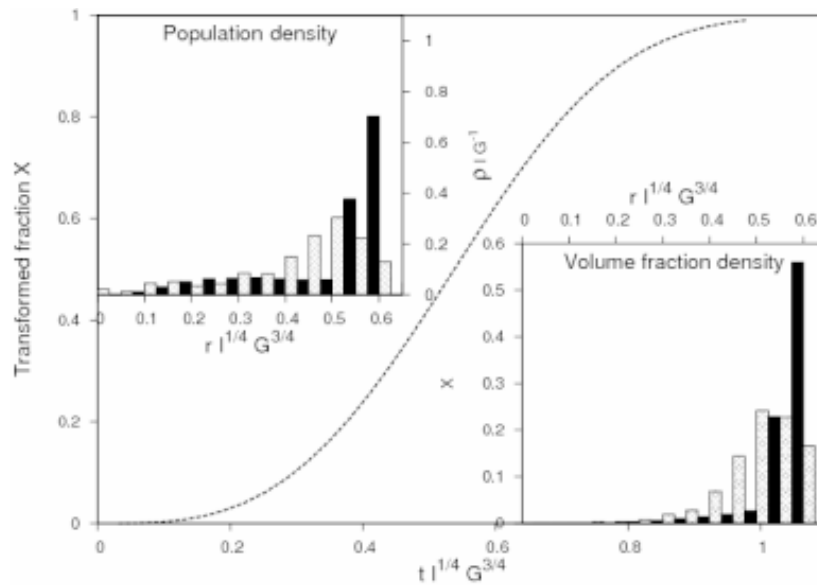 1
Population density
1
0.8
0.8
0.6
ρ I G⁻¹
r I^1/4 G^3/4
Transformed fraction X
0.4
0 0.1 0.2 0.3 0.4 0.5 0.6
0.6
0.2
0.6
Volume fraction density
0
0.5
0 0.1 0.2 0.3 0.4 0.5 0.6
0.4
r I^1/4 G^3/4
0.4
x
0.3
0.2
0.2
0.1
0
0
0 0.2 0.4 0.6 0.8 1
t I^1/4 G^3/4